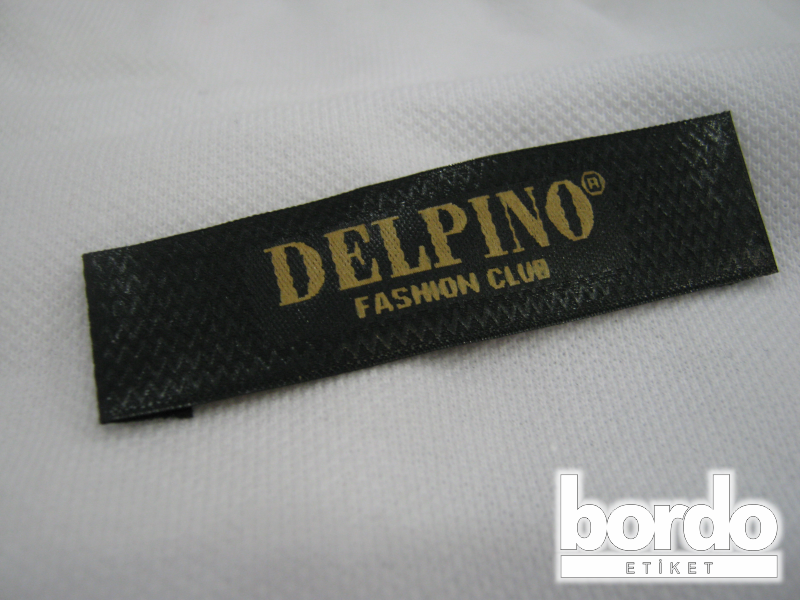 DELPINO®
FASHION CLUB
bordo
ETİKET